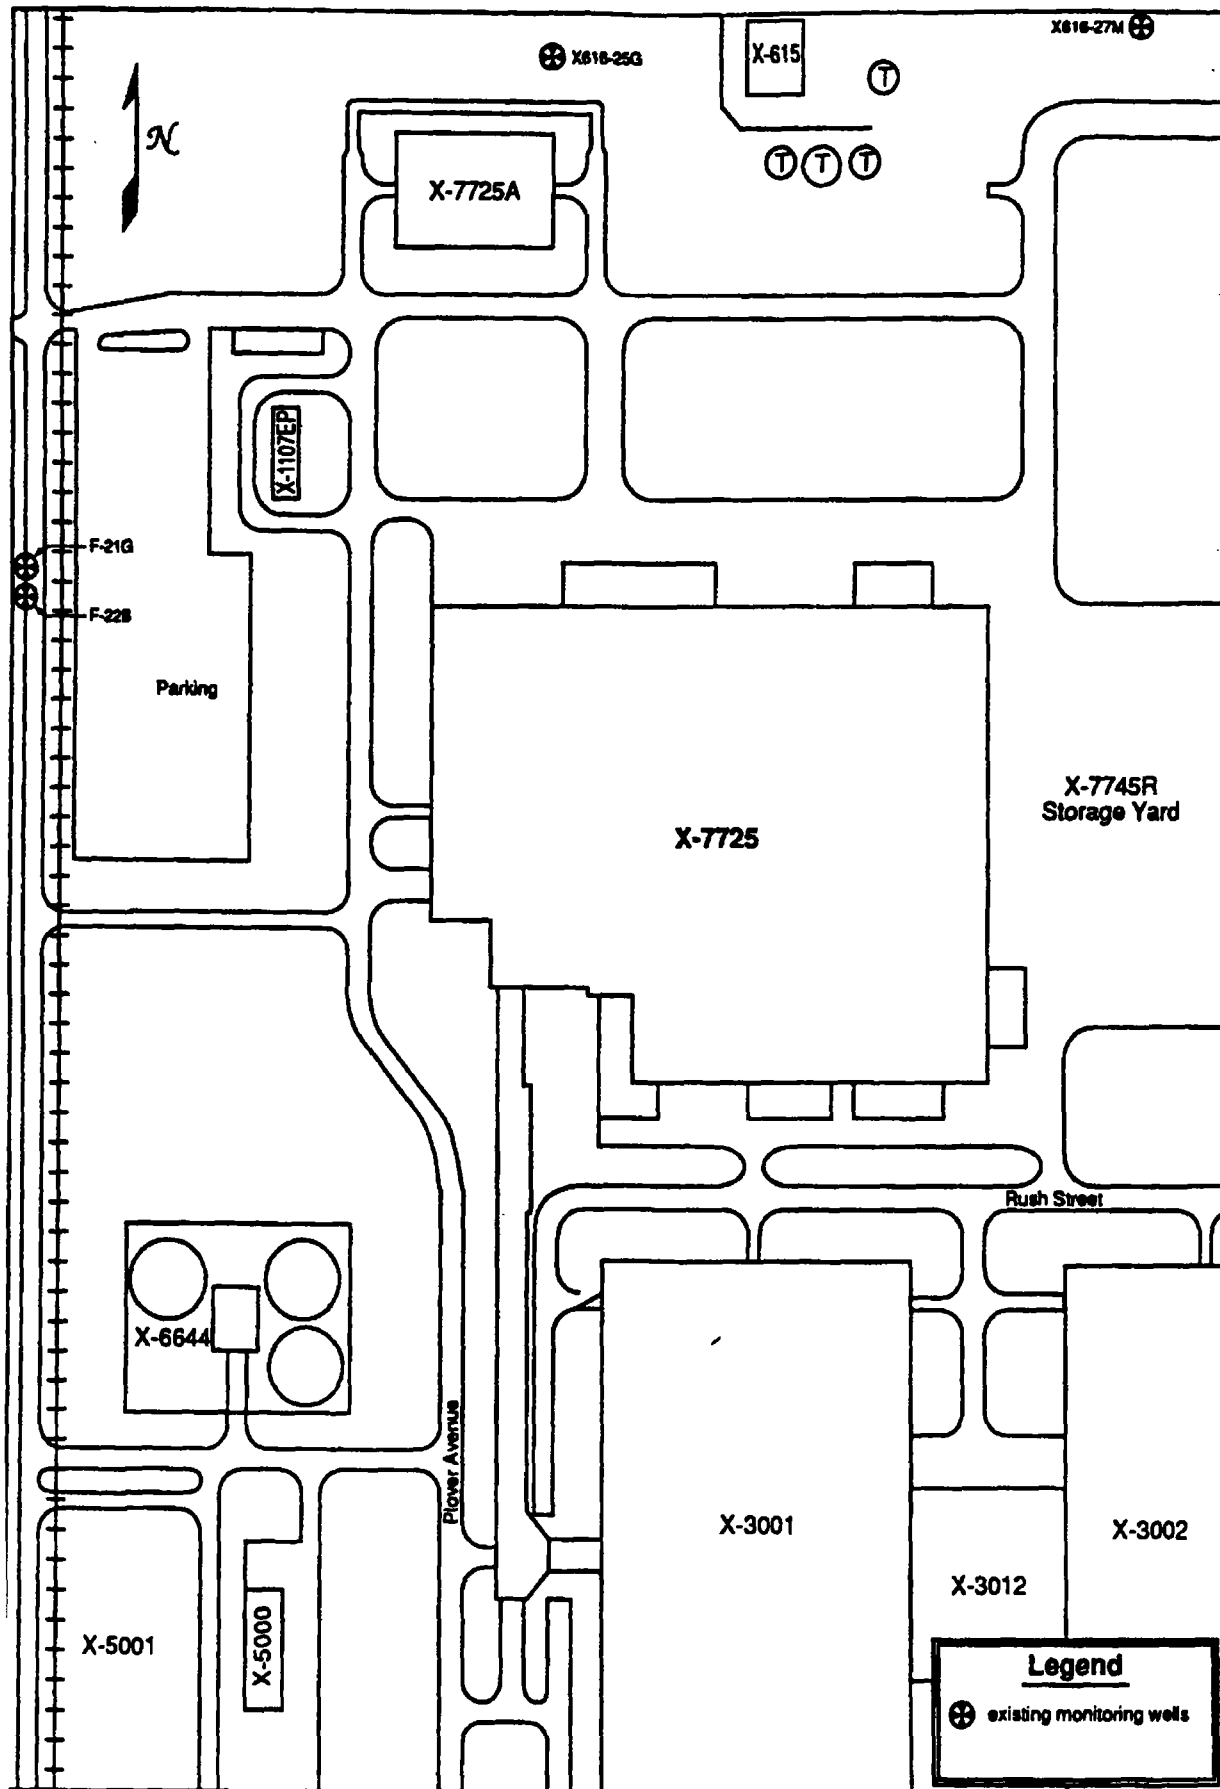 X616-27M
X616-25G
X-615
T
N
T T T
X-7725A
X-1107EP
F-21G
F-22B
Parking
X-7745R
Storage Yard
X-7725
Rush Street
X-6644
Plover Avenue
X-3001
X-3002
X-3012
X-5001
X-5000
Legend
existing monitoring wells